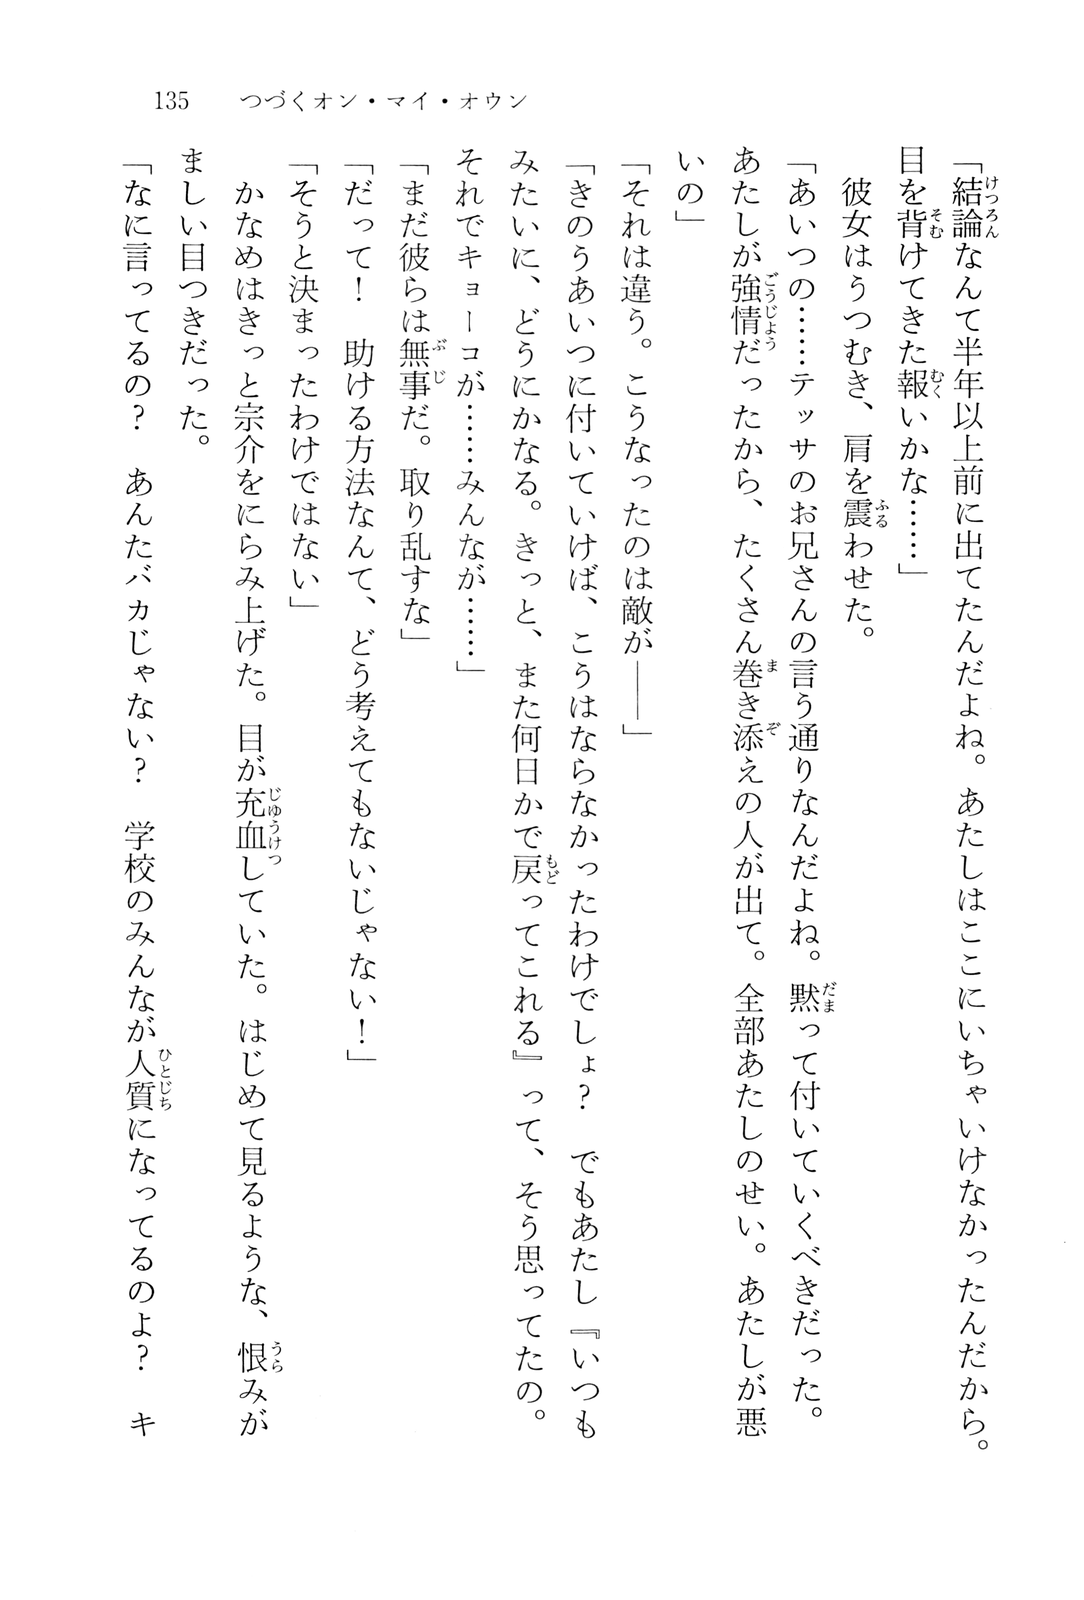 135　つづくオン・マイ・オウン
「結論なんて半年以上前に出てたんだよね。あたしはここにいちゃいけなかったんだから。
目を背けてきた報いかな……」
　彼女はうつむき、肩を震わせた。
「あいつの……テッサのお兄さんの言う通りなんだよね。黙って付いていくべきだった。
あたしが強情だったから、たくさん巻き添えの人が出て。全部あたしのせい。あたしが悪
いの」
「それは違う。こうなったのは敵が――」
「きのうあいつに付いていけば、こうはならなかったわけでしょ？　でもあたし『いつも
みたいに、どうにかなる。きっと、また何日かで戻ってこれる』って、そう思ってたの。
それでキョーコが……みんなが……」
「まだ彼らは無事だ。取り乱すな」
「だって！　助ける方法なんて、どう考えてもないじゃない！」
「そうと決まったわけではない」
　かなめはきっと宗介をにらみ上げた。目が充血していた。はじめて見るような、恨みが
ましい目つきだった。
「なに言ってるの？　あんたバカじゃない？　学校のみんなが人質になってるのよ？　キ